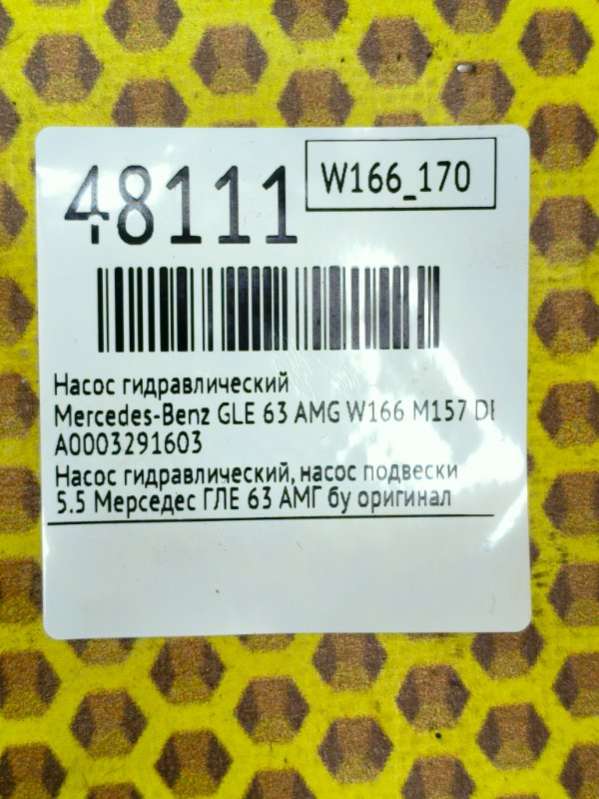 48111
W166_170
Насос гидравлический
Mercedes-Benz GLE 63 AMG W166 M157
A0003291603
Насос гидравлический, насос подвески
5.5 Мерседес ГЛЕ 63 АМГ бу оригинал